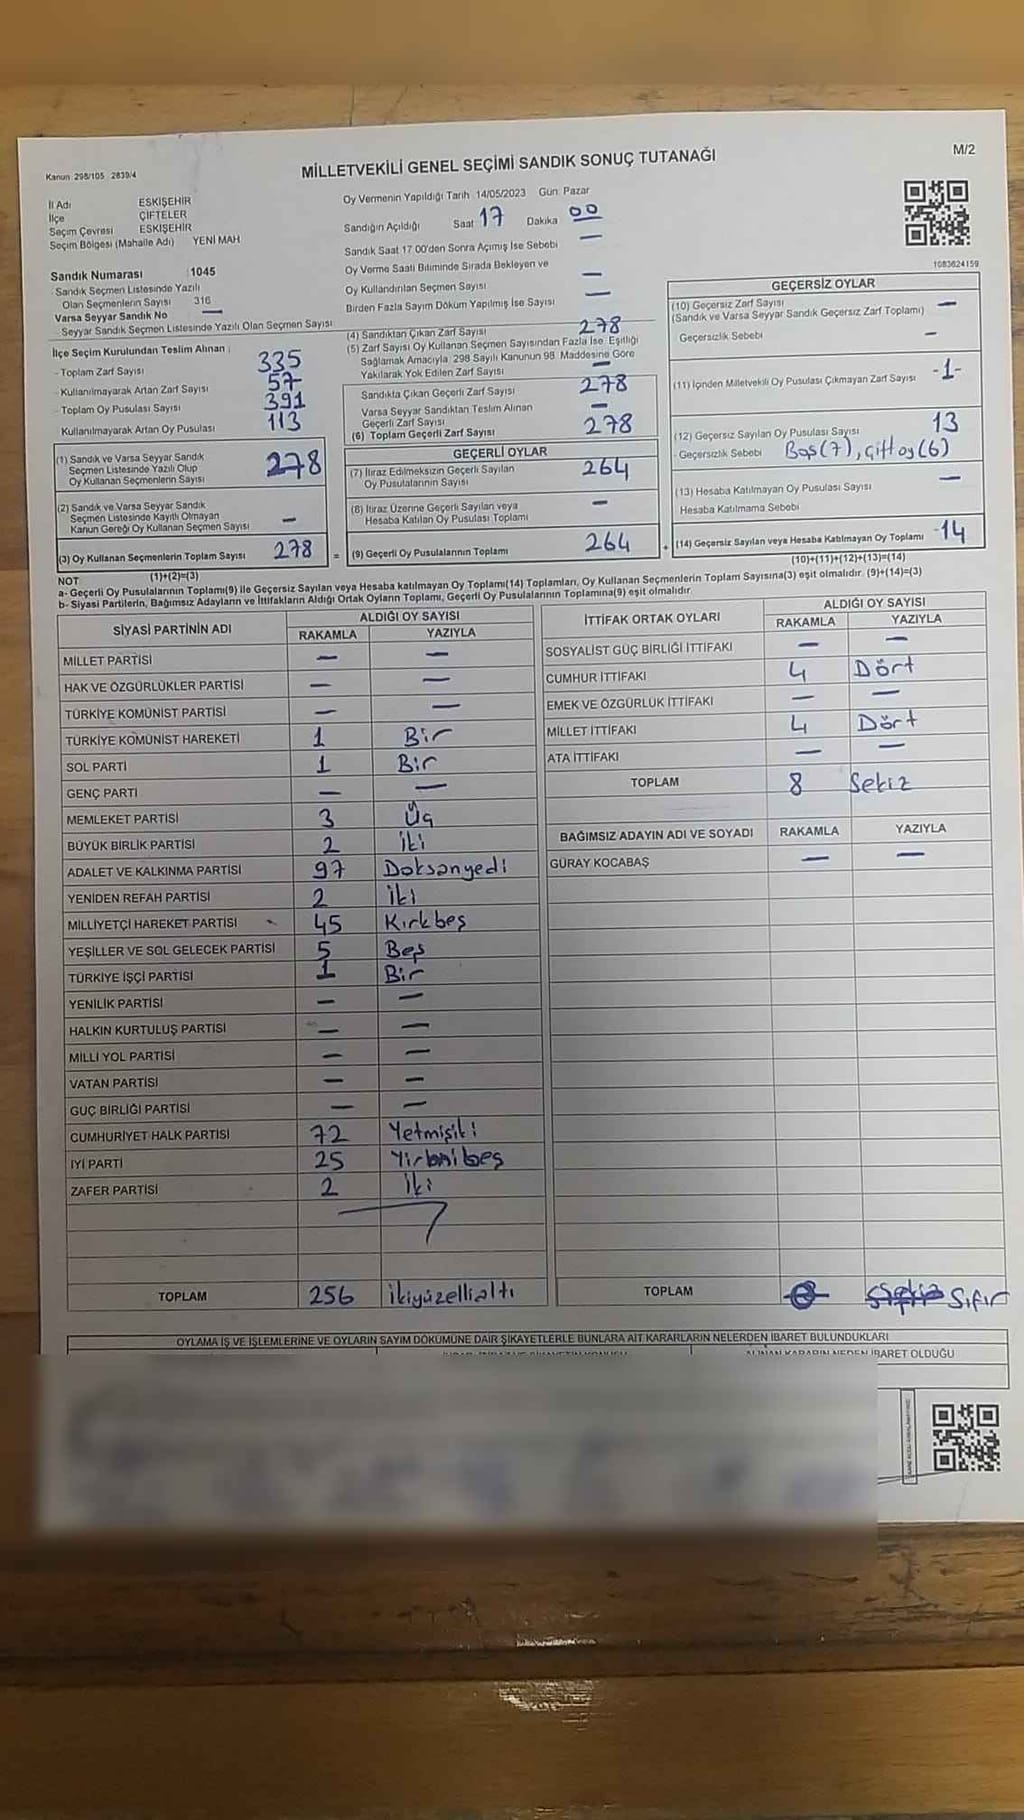 M/2
Kanun 298/105 2839/4
MİLLETVEKİLİ GENEL SEÇİMİ SANDIK SONUÇ TUTANAĞI
İl Adı ESKİŞEHİR
İlçe ÇİFTELER
Seçim Çevresi ESKİŞEHİR
Seçim Bölgesi (Mahalle Adı) YENİ MAH
Sandık Numarası 1045
Sandık Seçmen Listesinde Yazılı
Olan Seçmenlerin Sayısı 316
Varsa Seyyar Sandık No —
Seyyar Sandık Seçmen Listesinde Yazılı Olan Seçmen Sayısı
İlçe Seçim Kurulundan Teslim Alınan :
- Toplam Zarf Sayısı 335
- Kullanılmayarak Artan Zarf Sayısı 57
- Toplam Oy Pusulası Sayısı 391
Kullanılmayarak Artan Oy Pusulası 113
(1) Sandık ve Varsa Seyyar Sandık
Seçmen Listesinde Yazılı Olup
Oy Kullanan Seçmenlerin Sayısı 278
(2) Sandık ve Varsa Seyyar Sandık
Seçmen Listesinde Kayıtlı Olmayan
Kanun Gereği Oy Kullanan Seçmen Sayısı —
(3) Oy Kullanan Seçmenlerin Toplam Sayısı 278 =
(1)+(2)=(3)
Oy Vermenin Yapıldığı Tarih 14/05/2023 Gün: Pazar
Sandığın Açıldığı Saat 17 Dakika 00
Sandık Saat 17.00'den Sonra Açılmış İse Sebebi —
Oy Verme Saati Bitiminde Sırada Bekleyen ve
Oy Kullandırılan Seçmen Sayısı —
Birden Fazla Sayım Döküm Yapılmış İse Sayısı —
(4) Sandıktan Çıkan Zarf Sayısı 278
(5) Zarf Sayısı Oy Kullanan Seçmen Sayısından Fazla İse. Eşitliği
Sağlamak Amacıyla, 298 Sayılı Kanunun 98. Maddesine Göre
Yakılarak Yok Edilen Zarf Sayısı —
Sandıkta Çıkan Geçerli Zarf Sayısı 278
Varsa Seyyar Sandıktan Teslim Alınan
Geçerli Zarf Sayısı —
(6) Toplam Geçerli Zarf Sayısı 278
GEÇERLİ OYLAR
(7) İtiraz Edilmeksizin Geçerli Sayılan
Oy Pusulalarının Sayısı 264
(8) İtiraz Üzerine Geçerli Sayılan veya
Hesaba Katılan Oy Pusulası Toplamı —
(9) Geçerli Oy Pusulalarının Toplamı 264 +
1083624159
GEÇERSİZ OYLAR
(10) Geçersiz Zarf Sayısı —
(Sandık ve Varsa Seyyar Sandık Geçersiz Zarf Toplamı)
Geçersizlik Sebebi —
(11) İçinden Milletvekili Oy Pusulası Çıkmayan Zarf Sayısı -1-
(12) Geçersiz Sayılan Oy Pusulası Sayısı 13
- Geçersizlik Sebebi Boş(7), çift oy(6)
(13) Hesaba Katılmayan Oy Pusulası Sayısı —
Hesaba Katılmama Sebebi
(14) Geçersiz Sayılan veya Hesaba Katılmayan Oy Toplamı -14
(10)+(11)+(12)+(13)=(14)
NOT
a- Geçerli Oy Pusulalarının Toplamı(9) ile Geçersiz Sayılan veya Hesaba katılmayan Oy Toplamı(14) Toplamları, Oy Kullanan Seçmenlerin Toplam Sayısına(3) eşit olmalıdır. (9)+(14)=(3)
b- Siyasi Partilerin, Bağımsız Adayların ve İttifakların Aldığı Ortak Oyların Toplamı, Geçerli Oy Pusulalarının Toplamına(9) eşit olmalıdır
SİYASİ PARTİNİN ADI ALDIĞI OY SAYISI
RAKAMLA YAZIYLA
MİLLET PARTİSİ — —
HAK VE ÖZGÜRLÜKLER PARTİSİ — —
TÜRKİYE KOMÜNİST PARTİSİ — —
TÜRKİYE KOMÜNİST HAREKETİ 1 Bir
SOL PARTİ 1 Bir
GENÇ PARTİ — —
MEMLEKET PARTİSİ 3 Üç
BÜYÜK BİRLİK PARTİSİ 2 İki
ADALET VE KALKINMA PARTİSİ 97 Doksanyedi
YENİDEN REFAH PARTİSİ 2 İki
MİLLİYETÇİ HAREKET PARTİSİ 45 Kırkbeş
YEŞİLLER VE SOL GELECEK PARTİSİ 5 Beş
TÜRKİYE İŞÇİ PARTİSİ 1 Bir
YENİLİK PARTİSİ — —
HALKIN KURTULUŞ PARTİSİ — —
MİLLİ YOL PARTİSİ — —
VATAN PARTİSİ — —
GÜÇ BİRLİĞİ PARTİSİ — —
CUMHURİYET HALK PARTİSİ 72 Yetmişiki
İYİ PARTİ 25 Yirmibeş
ZAFER PARTİSİ 2 İki
TOPLAM 256 ikiyüzellialtı
İTTİFAK ORTAK OYLARI ALDIĞI OY SAYISI
RAKAMLA YAZIYLA
SOSYALİST GÜÇ BİRLİĞİ İTTİFAKI — —
CUMHUR İTTİFAKI 4 Dört
EMEK VE ÖZGÜRLÜK İTTİFAKI — —
MİLLET İTTİFAKI 4 Dört
ATA İTTİFAKI — —
TOPLAM 8 Sekiz
BAĞIMSIZ ADAYIN ADI VE SOYADI RAKAMLA YAZIYLA
GÜRAY KOCABAŞ — —
TOPLAM Sıfır
OYLAMA İŞ VE İŞLEMLERİNE VE OYLARIN SAYIM DÖKÜMÜNE DAİR ŞİKAYETLERLE BUNLARA AİT KARARLARIN NELERDEN İBARET BULUNDUKLARI
ALINAN KARARIN NEDEN İBARET OLDUĞU